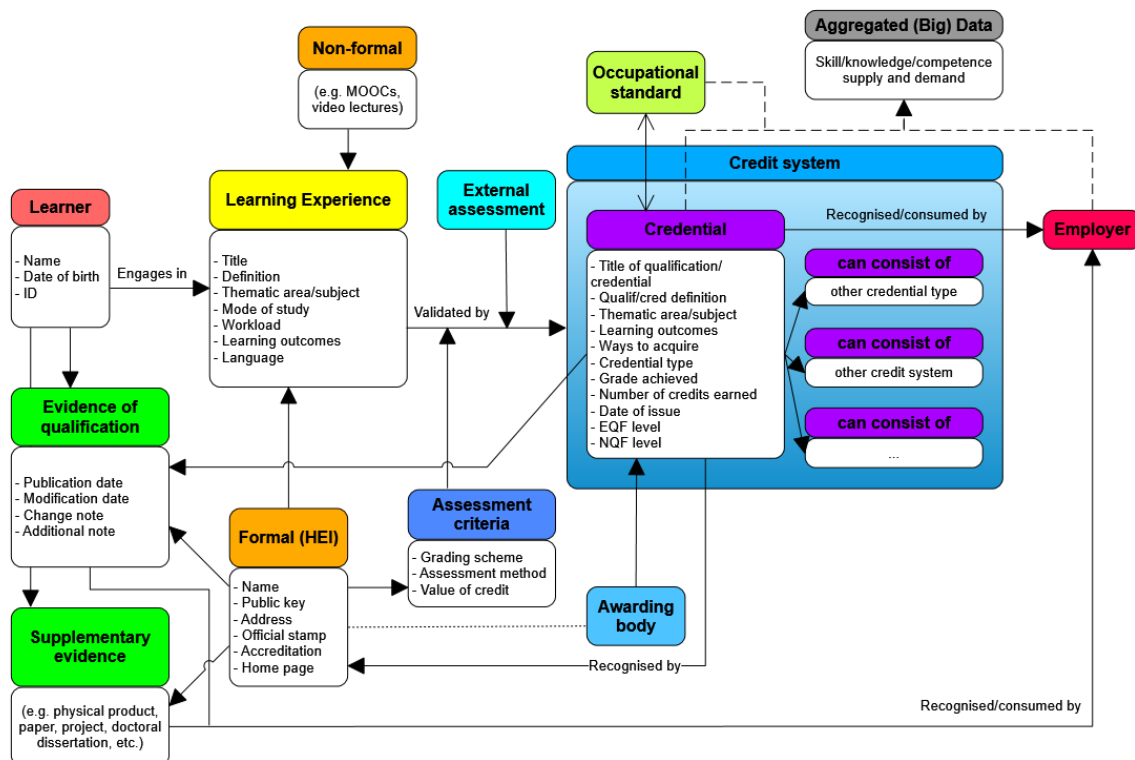 Aggregated (Big) Data
Skill/knowledge/competence
supply and demand
Non-formal
(e.g. MOOCs,
video lectures)
Occupational
standard
Credit system
Learner
- Name
- Date of birth
- ID
Engages in
Learning Experience
- Title
- Definition
- Thematic area/subject
- Mode of study
- Workload
- Learning outcomes
- Language
Validated by
External
assessment
Credential
- Title of qualification/
credential
- Qualif/cred definition
- Thematic area/subject
- Learning outcomes
- Ways to acquire
- Credential type
- Grade achieved
- Number of credits earned
- Date of issue
- EQF level
- NQF level
Recognised/consumed by
Employer
can consist of
other credential type
can consist of
other credit system
can consist of
...
Evidence of
qualification
- Publication date
- Modification date
- Change note
- Additional note
Formal (HEI)
- Name
- Public key
- Address
- Official stamp
- Accreditation
- Home page
Assessment
criteria
- Grading scheme
- Assessment method
- Value of credit
Awarding
body
Recognised by
Supplementary
evidence
(e.g. physical product,
paper, project, doctoral
dissertation, etc.)
Recognised/consumed by